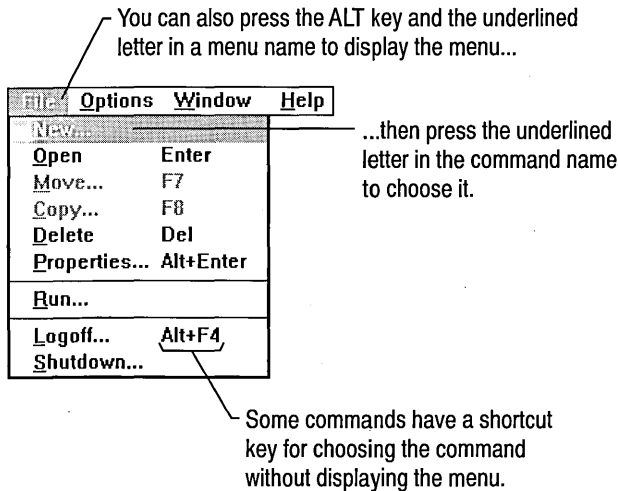 You can also press the ALT key and the underlined
letter in a menu name to display the menu...
File Options Window Help
New...
...then press the underlined
letter in the command name
to choose it.
Open Enter
Move... F7
Copy... F8
Delete Del
Properties... Alt+Enter
Run...
Logoff... Alt+F4
Shutdown...
Some commands have a shortcut
key for choosing the command
without displaying the menu.